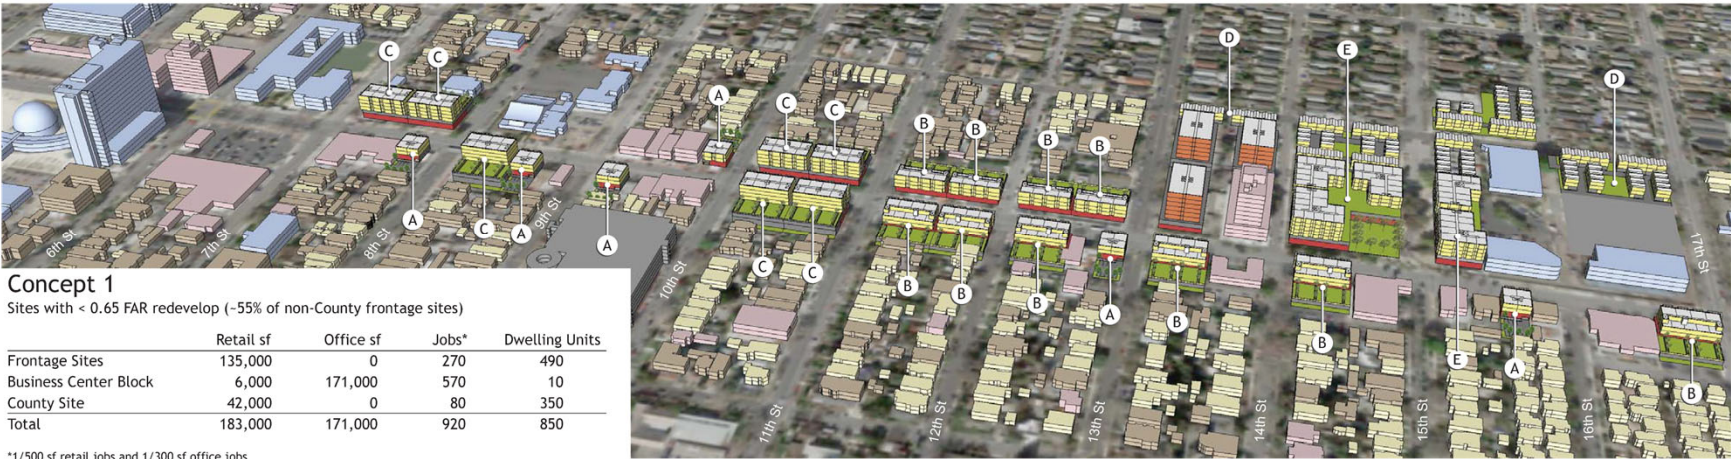 C
C
D
E
D
A
C
C
B
B
B
B
A
C
A
A
C
C
B
B
B
A
B
B
E
A
B
6th St
7th St
8th St
9th St
10th St
11th St
12th St
13th St
14th St
15th St
16th St
17th St
Concept 1
Sites with < 0.65 FAR redevelop (~55% of non-County frontage sites)
Retail sf Office sf Jobs* Dwelling Units
Frontage Sites 135,000 0 270 490
Business Center Block 6,000 171,000 570 10
County Site 42,000 0 80 350
Total 183,000 171,000 920 850
*1/500 sf retail jobs and 1/300 sf office jobs